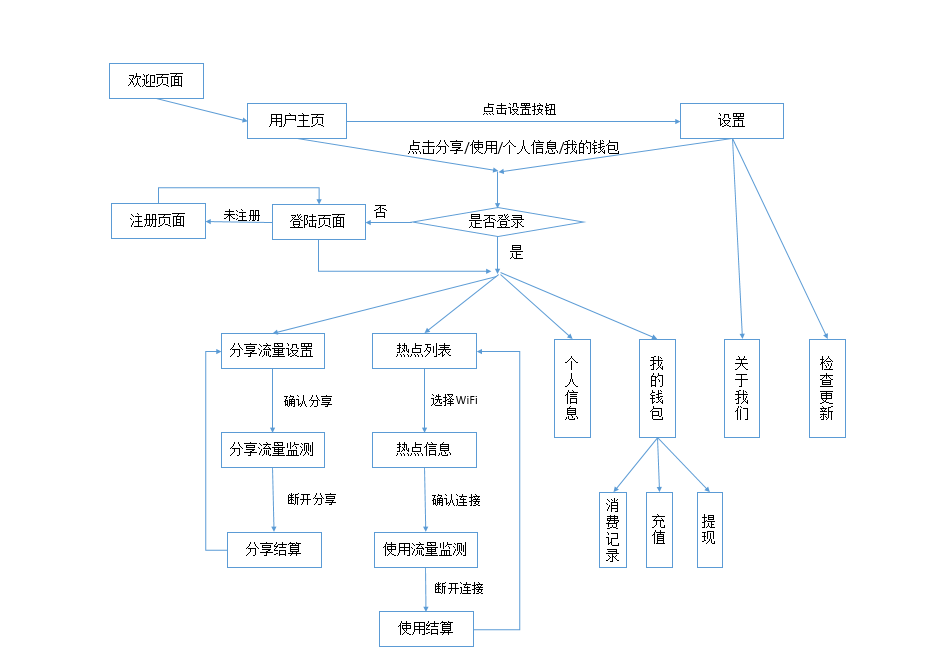 欢迎页面
用户主页
点击设置按钮
设置
点击分享/使用/个人信息/我的钱包
注册页面
未注册
登陆页面
否
是否登录
是
分享流量设置
热点列表
个人信息
我的钱包
关于我们
检查更新
确认分享
选择WiFi
分享流量监测
热点信息
断开分享
确认连接
消费记录
充值
提现
分享结算
使用流量监测
断开连接
使用结算